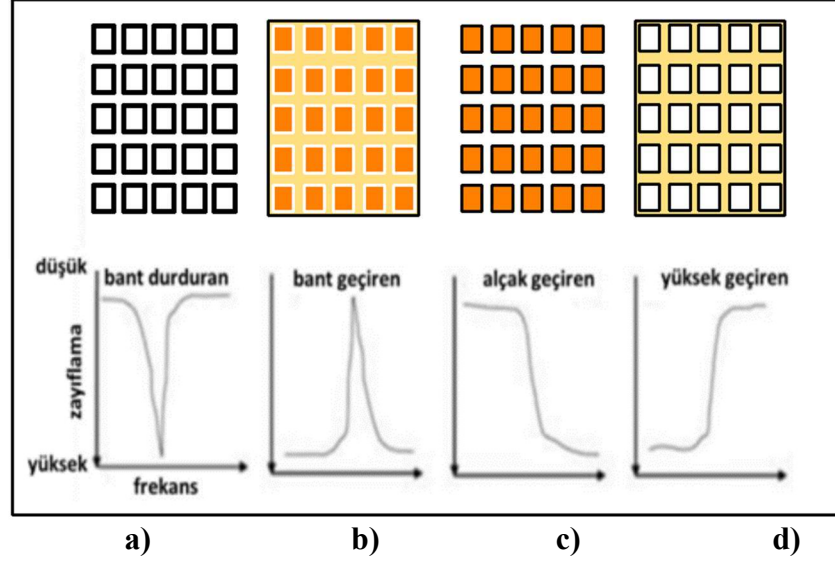 düşük
bant durduran
bant geçiren
alçak geçiren
yüksek geçiren
zayıflama
yüksek
frekans
a)
b)
c)
d)